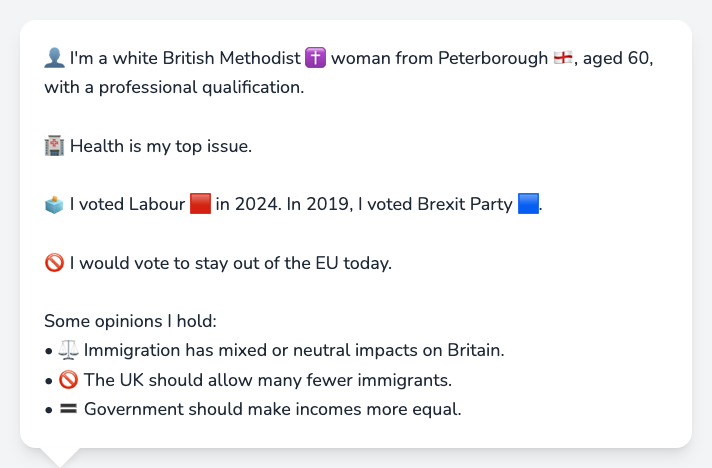 👤 I'm a white British Methodist ✝️ woman from Peterborough 🏴󠁧󠁢󠁥󠁮󠁧󠁿, aged 60,
with a professional qualification.
🏥 Health is my top issue.
🗳️ I voted Labour 🟥 in 2024. In 2019, I voted Brexit Party 🟦.
🚫 I would vote to stay out of the EU today.
Some opinions I hold:
• ⚖️ Immigration has mixed or neutral impacts on Britain.
• 🚫 The UK should allow many fewer immigrants.
• 🟰 Government should make incomes more equal.